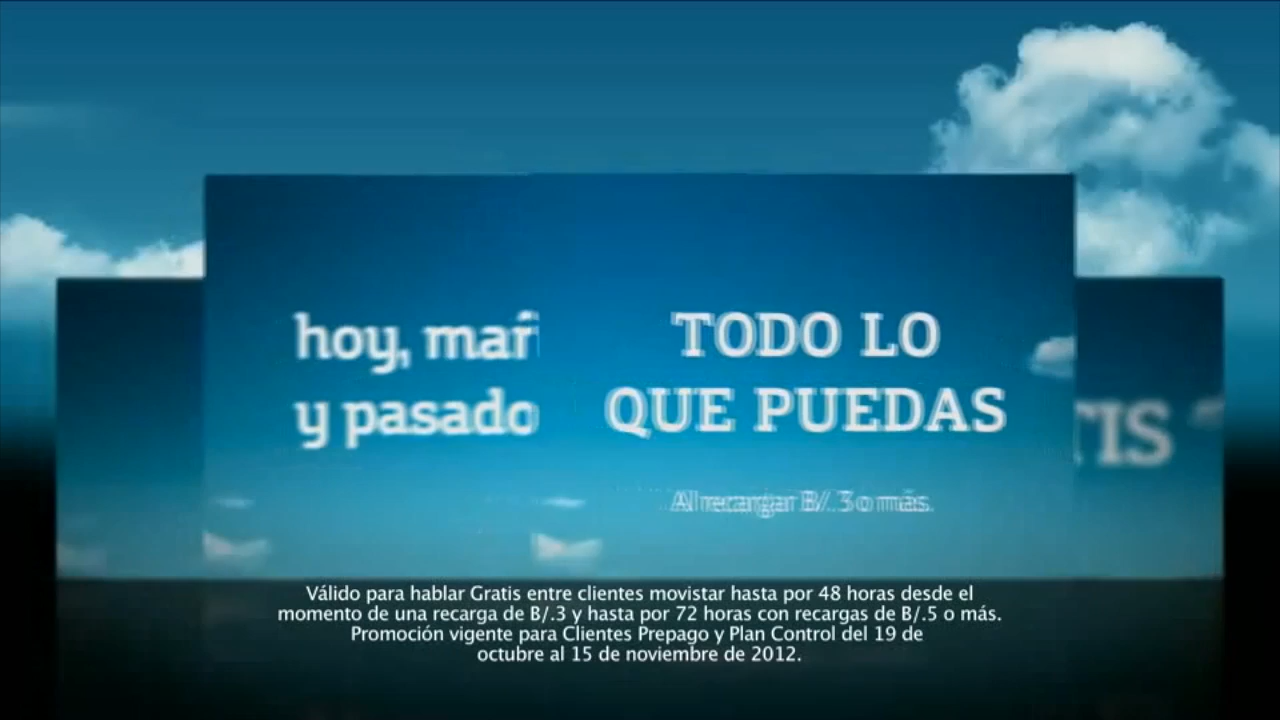 hoy, mañ
y pasado
TODO LO
QUE PUEDAS
TIS
Al recargar B/. 3 o más.
Válido para hablar Gratis entre clientes movistar hasta por 48 horas desde el
momento de una recarga de B/.3 y hasta por 72 horas con recargas de B/.5 o más.
Promoción vigente para Clientes Prepago y Plan Control del 19 de
octubre al 15 de noviembre de 2012.